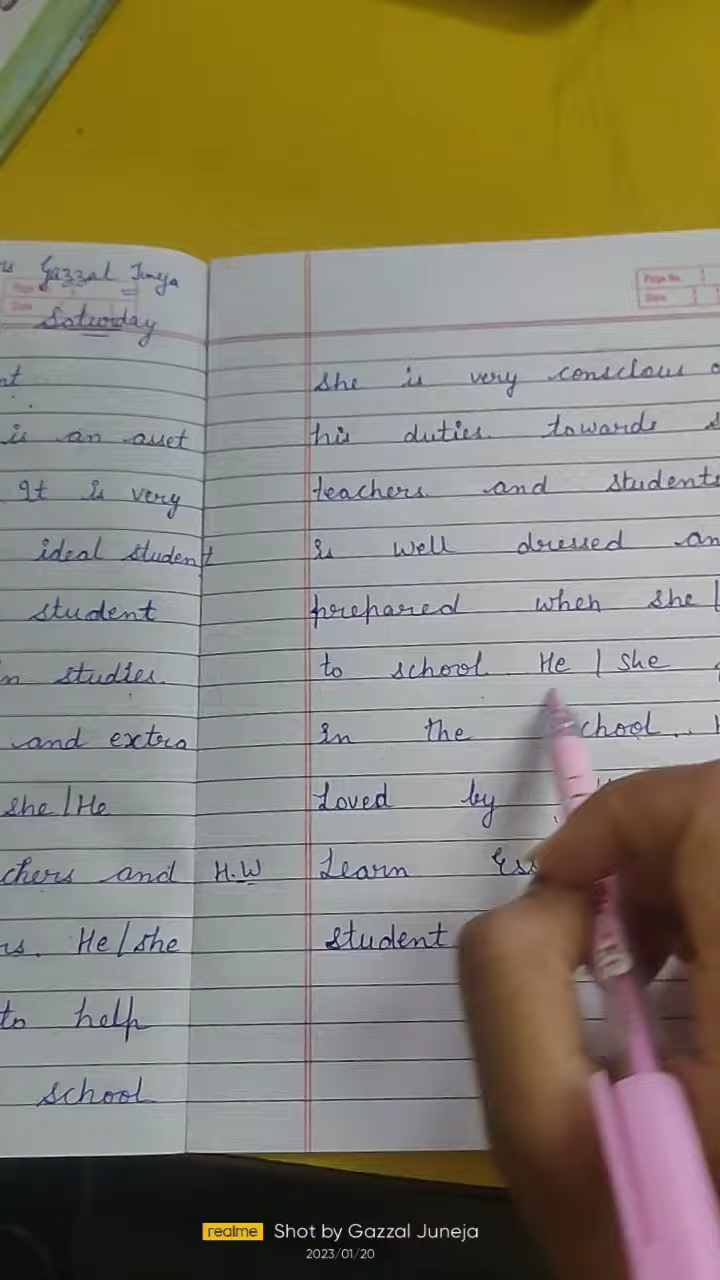 Gazzal Juneja
Saturday
is an asset
It is very
ideal student
student
studies.
and extra
she/He
and
He/she
to help
school
Page No.
Date
she is very conscious
his duties. towards
teachers. and students
is well dressed
prepared when she
to school He / she
in the school..
Loved by
H.W Learn
student
realme Shot by Gazzal Juneja
2023/01/20